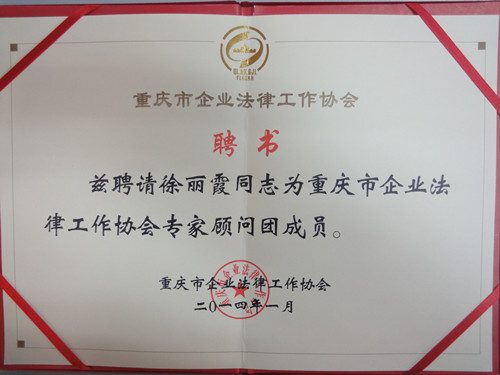 重庆市企业法律工作协会
聘书
兹聘请徐丽霞同志为重庆市企业法
律工作协会专家顾问团成员。
重庆市企业法律工作协会
二〇一四年一月